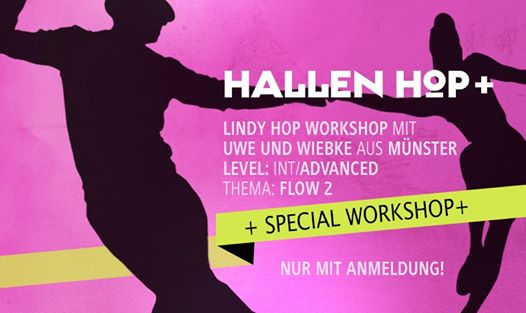 HALLEN HOP+
LINDY HOP WORKSHOP MIT
UWE UND WIEBKE AUS MÜNSTER
LEVEL: INT/ADVANCED
THEMA: FLOW 2
+ SPECIAL WORKSHOP+
NUR MIT ANMELDUNG!